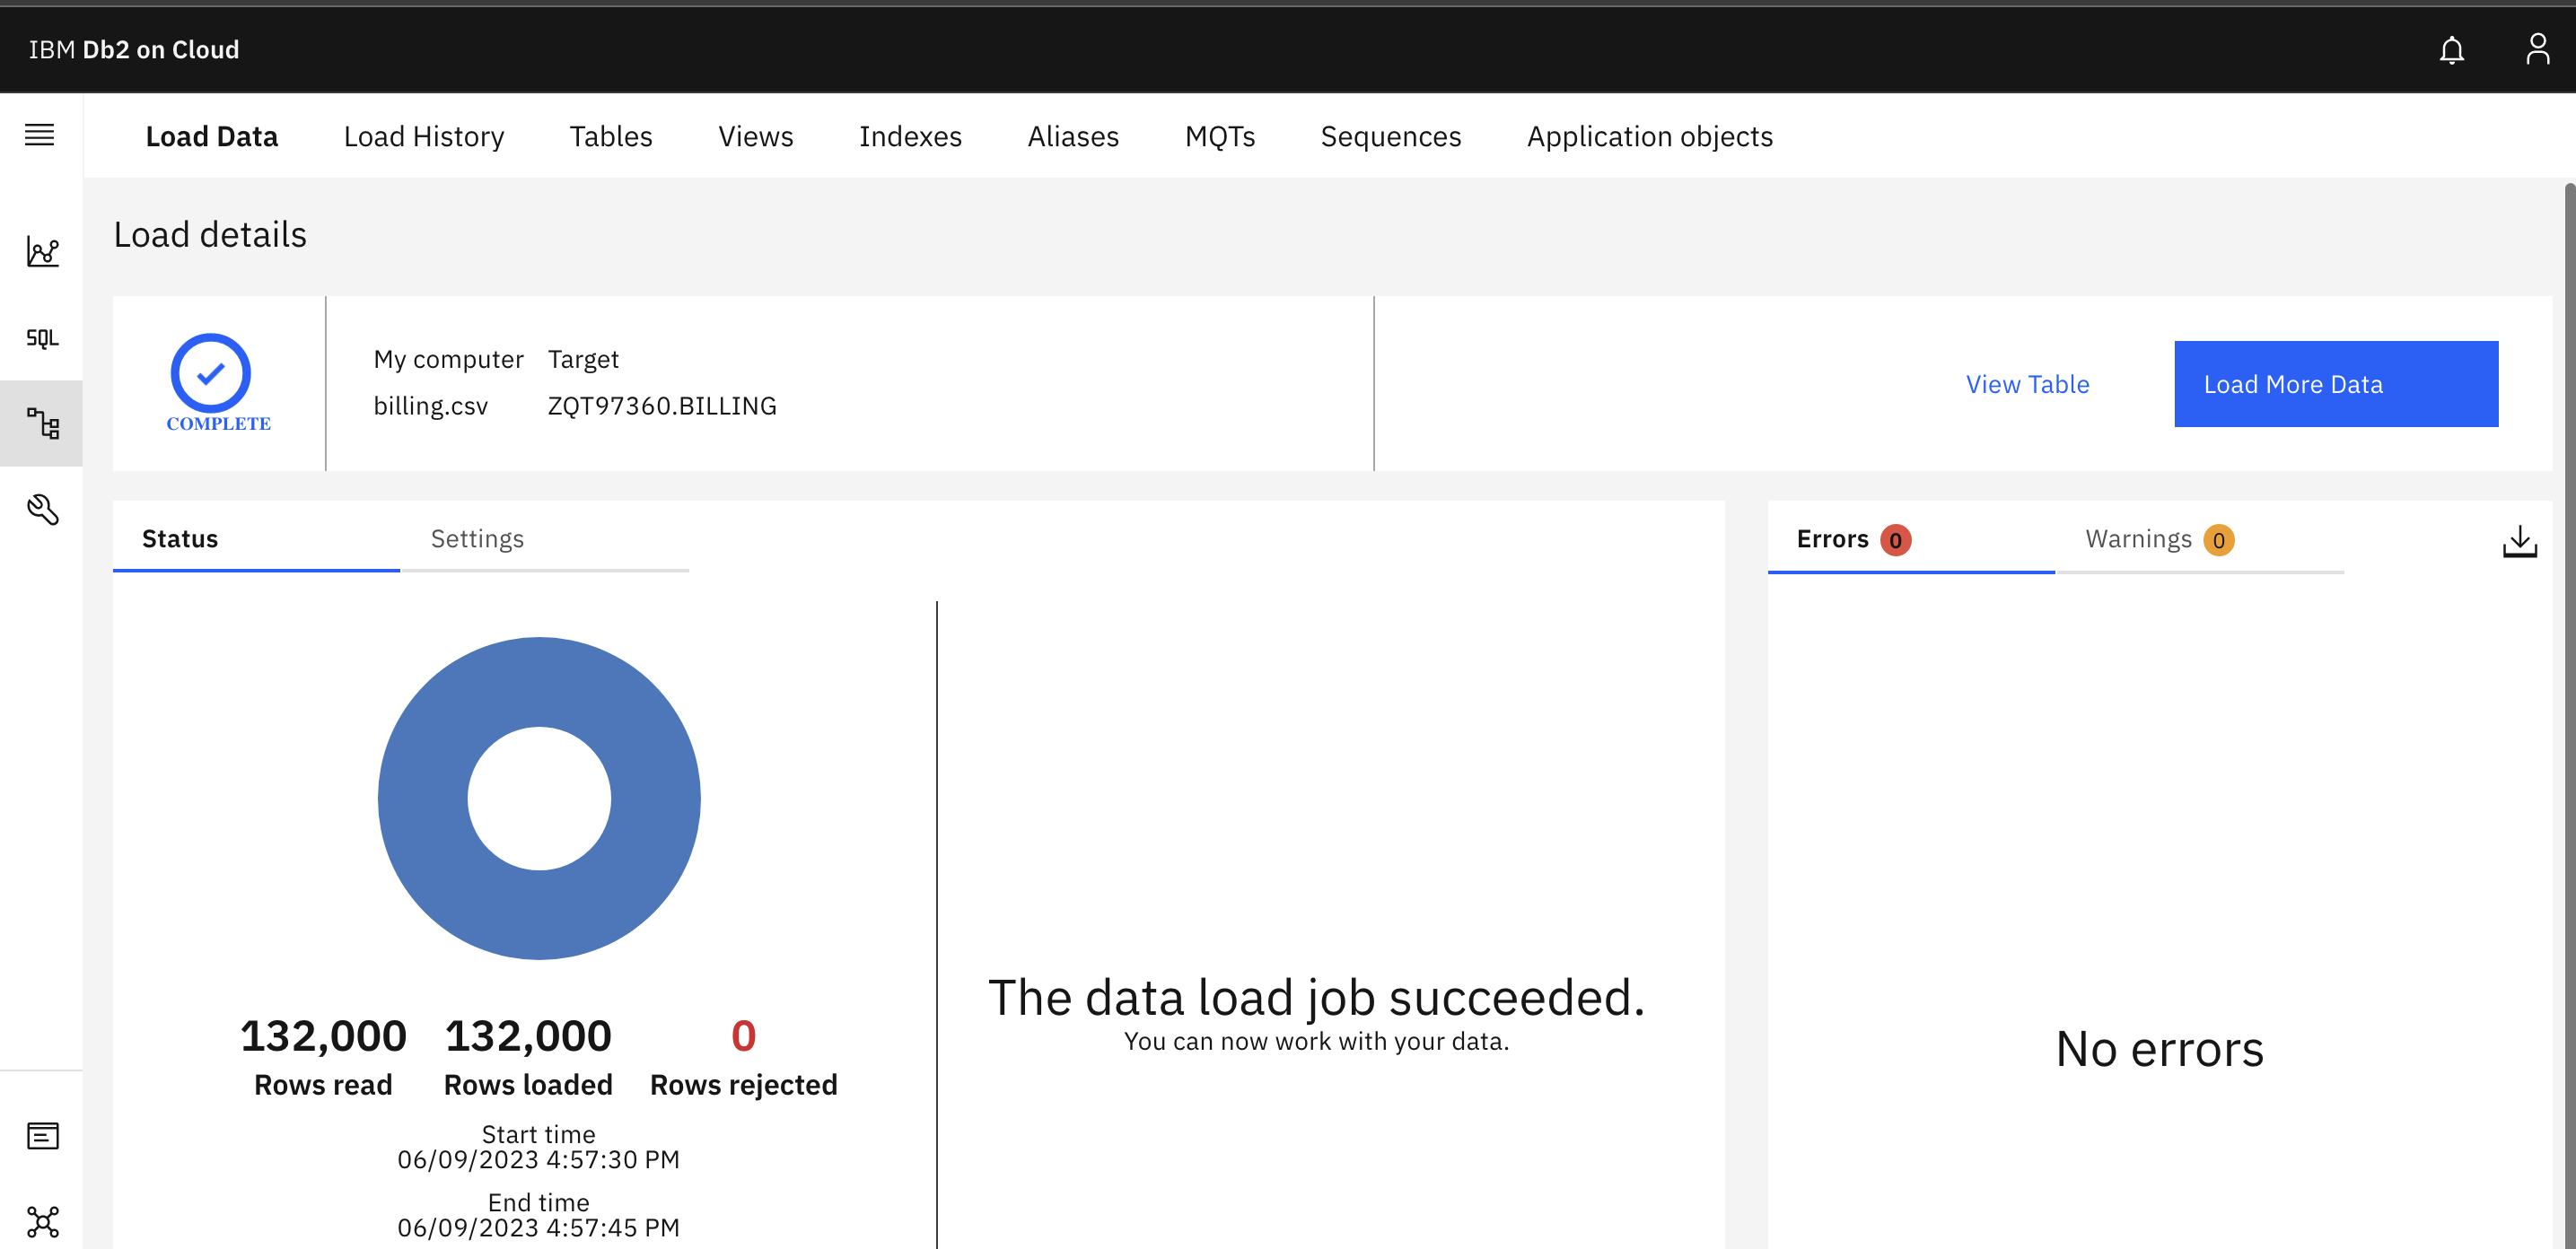 IBM Db2 on Cloud
Load Data Load History Tables Views Indexes Aliases MQTs Sequences Application objects
SQL
Load details
COMPLETE
My computer Target
billing.csv ZQT97360.BILLING
View Table
Load More Data
Status Settings
Errors 0 Warnings 0
132,000 132,000 0
Rows read Rows loaded Rows rejected
Start time
06/09/2023 4:57:30 PM
End time
06/09/2023 4:57:45 PM
The data load job succeeded.
You can now work with your data.
No errors